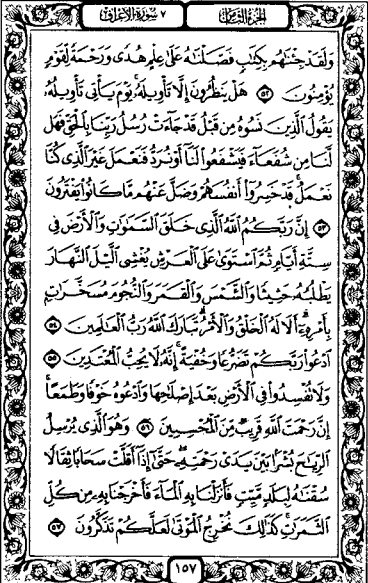 الجزء الثامن ٧ سورة الأعراف
وَلَقَدْ جِئْنَٰهُم بِكِتَٰبٍ فَصَّلْنَٰهُ عَلَىٰ عِلْمٍ هُدًى وَرَحْمَةً لِّقَوْمٍ
يُؤْمِنُونَ ٥٢ هَلْ يَنظُرُونَ إِلَّا تَأْوِيلَهُۥ ۚ يَوْمَ يَأْتِى تَأْوِيلُهُۥ
يَقُولُ ٱلَّذِينَ نَسُوهُ مِن قَبْلُ قَدْ جَآءَتْ رُسُلُ رَبِّنَا بِٱلْحَقِّ فَهَل
لَّنَا مِن شُفَعَآءَ فَيَشْفَعُوا۟ لَنَآ أَوْ نُرَدُّ فَنَعْمَلَ غَيْرَ ٱلَّذِى كُنَّا
نَعْمَلُ ۚ قَدْ خَسِرُوٓا۟ أَنفُسَهُمْ وَضَلَّ عَنْهُم مَّا كَانُوا۟ يَفْتَرُونَ
٥٣ إِنَّ رَبَّكُمُ ٱللَّهُ ٱلَّذِى خَلَقَ ٱلسَّمَٰوَٰتِ وَٱلْأَرْضَ فِى
سِتَّةِ أَيَّامٍ ثُمَّ ٱسْتَوَىٰ عَلَى ٱلْعَرْشِ يُغْشِى ٱلَّيْلَ ٱلنَّهَارَ
يَطْلُبُهُۥ حَثِيثًا وَٱلشَّمْسَ وَٱلْقَمَرَ وَٱلنُّجُومَ مُسَخَّرَٰتٍۭ
بِأَمْرِهِۦٓ ۗ أَلَا لَهُ ٱلْخَلْقُ وَٱلْأَمْرُ ۗ تَبَارَكَ ٱللَّهُ رَبُّ ٱلْعَٰلَمِينَ ٥٤
ٱدْعُوا۟ رَبَّكُمْ تَضَرُّعًا وَخُفْيَةً ۚ إِنَّهُۥ لَا يُحِبُّ ٱلْمُعْتَدِينَ ٥٥
وَلَا تُفْسِدُوا۟ فِى ٱلْأَرْضِ بَعْدَ إِصْلَٰحِهَا وَٱدْعُوهُ خَوْفًا وَطَمَعًا ۚ
إِنَّ رَحْمَتَ ٱللَّهِ قَرِيبٌ مِّنَ ٱلْمُحْسِنِينَ ٥٦ وَهُوَ ٱلَّذِى يُرْسِلُ
ٱلرِّيَٰحَ بُشْرًۢا بَيْنَ يَدَىْ رَحْمَتِهِۦ ۖ حَتَّىٰٓ إِذَآ أَقَلَّتْ سَحَابًا ثِقَالًا
سُقْنَٰهُ لِبَلَدٍ مَّيِّتٍ فَأَنزَلْنَا بِهِ ٱلْمَآءَ فَأَخْرَجْنَا بِهِۦ مِن كُلِّ
ٱلثَّمَرَٰتِ ۚ كَذَٰلِكَ نُخْرِجُ ٱلْمَوْتَىٰ لَعَلَّكُمْ تَذَكَّرُونَ ٥٧
١٥٧